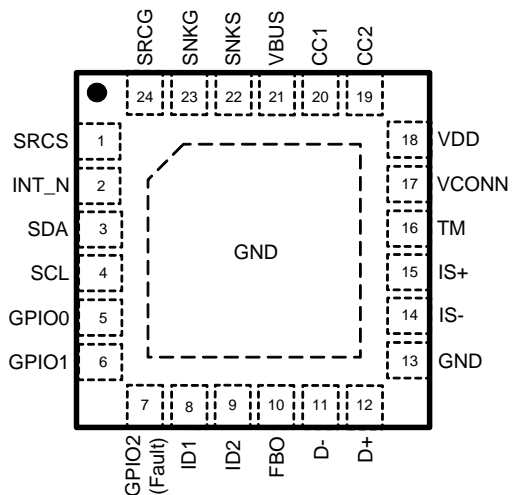 SRCG
SNKG
SNKS
VBUS
CC1
CC2
24
23
22
21
20
19
SRCS 1
INT_N 2
SDA 3
SCL 4
GPIO0 5
GPIO1 6
18 VDD
17 VCONN
16 TM
15 IS+
14 IS-
13 GND
GND
7
8
9
10
11
12
GPIO2
(Fault)
ID1
ID2
FBO
D-
D+